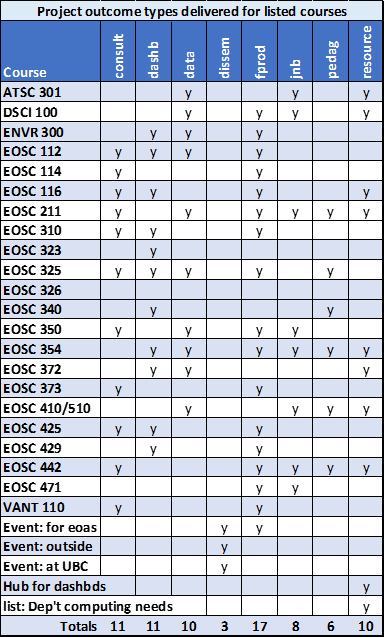 Project outcome types delivered for listed courses
Course consult dashb data dissem fprod jnb pedag resource
ATSC 301 y y y
DSCI 100 y y y y
ENVR 300 y y y
EOSC 112 y y y y
EOSC 114 y y
EOSC 116 y y y y
EOSC 211 y y y y y y
EOSC 310 y y y
EOSC 323 y
EOSC 325 y y y y y
EOSC 326
EOSC 340 y y
EOSC 350 y y y y
EOSC 354 y y y y y y
EOSC 372 y y y
EOSC 373 y y
EOSC 410/510 y y y y
EOSC 425 y y y
EOSC 429 y y
EOSC 442 y y y y y
EOSC 471 y y
VANT 110 y y
Event: for eoas y y
Event: outside y
Event: at UBC y
Hub for dashbds y
list: Dep't computing needs y
Totals 11 11 10 3 17 8 6 10